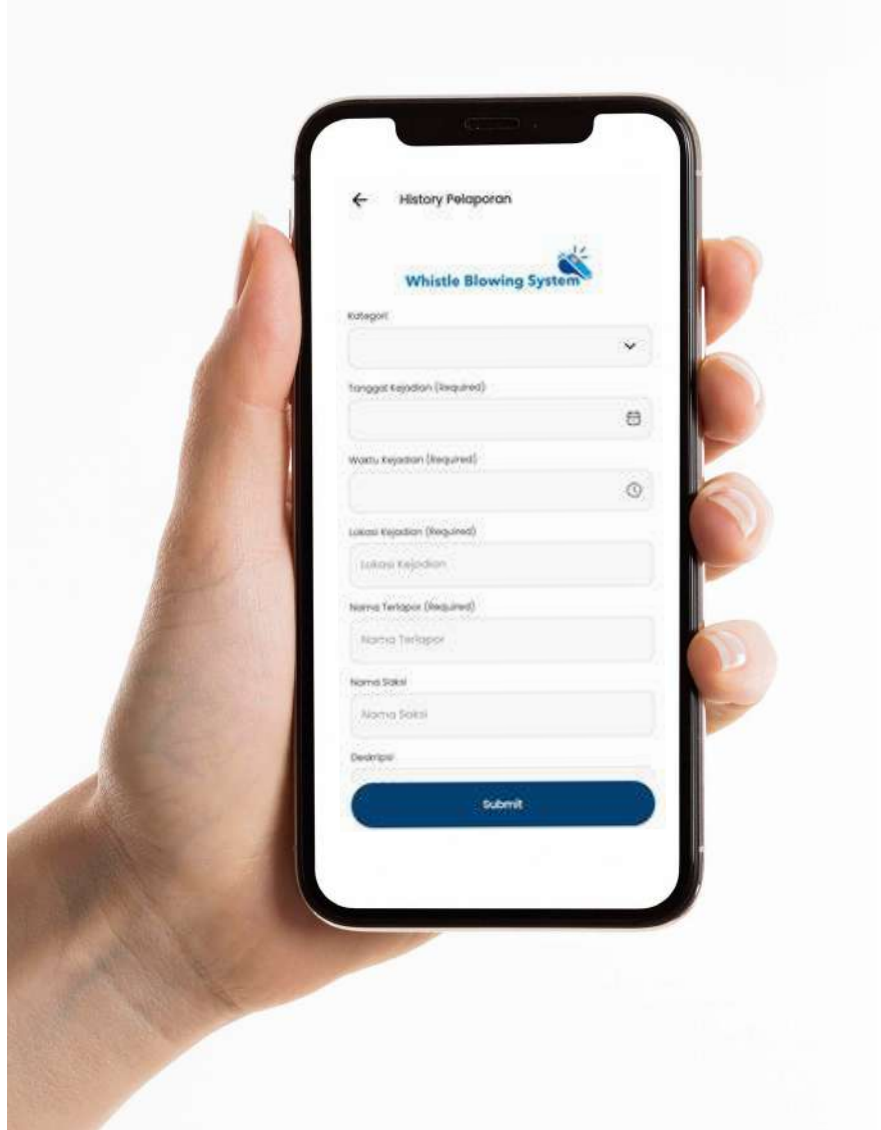 History Pelaporan
Whistle Blowing System
Kategori
Tanggal Kejadian (Required)
Waktu Kejadian (Required)
Lokasi Kejadian (Required)
Lokasi Kejadian
Nama Terlapor (Required)
Nama Terlapor
Nama Saksi
Nama Saksi
Deskripsi
Submit